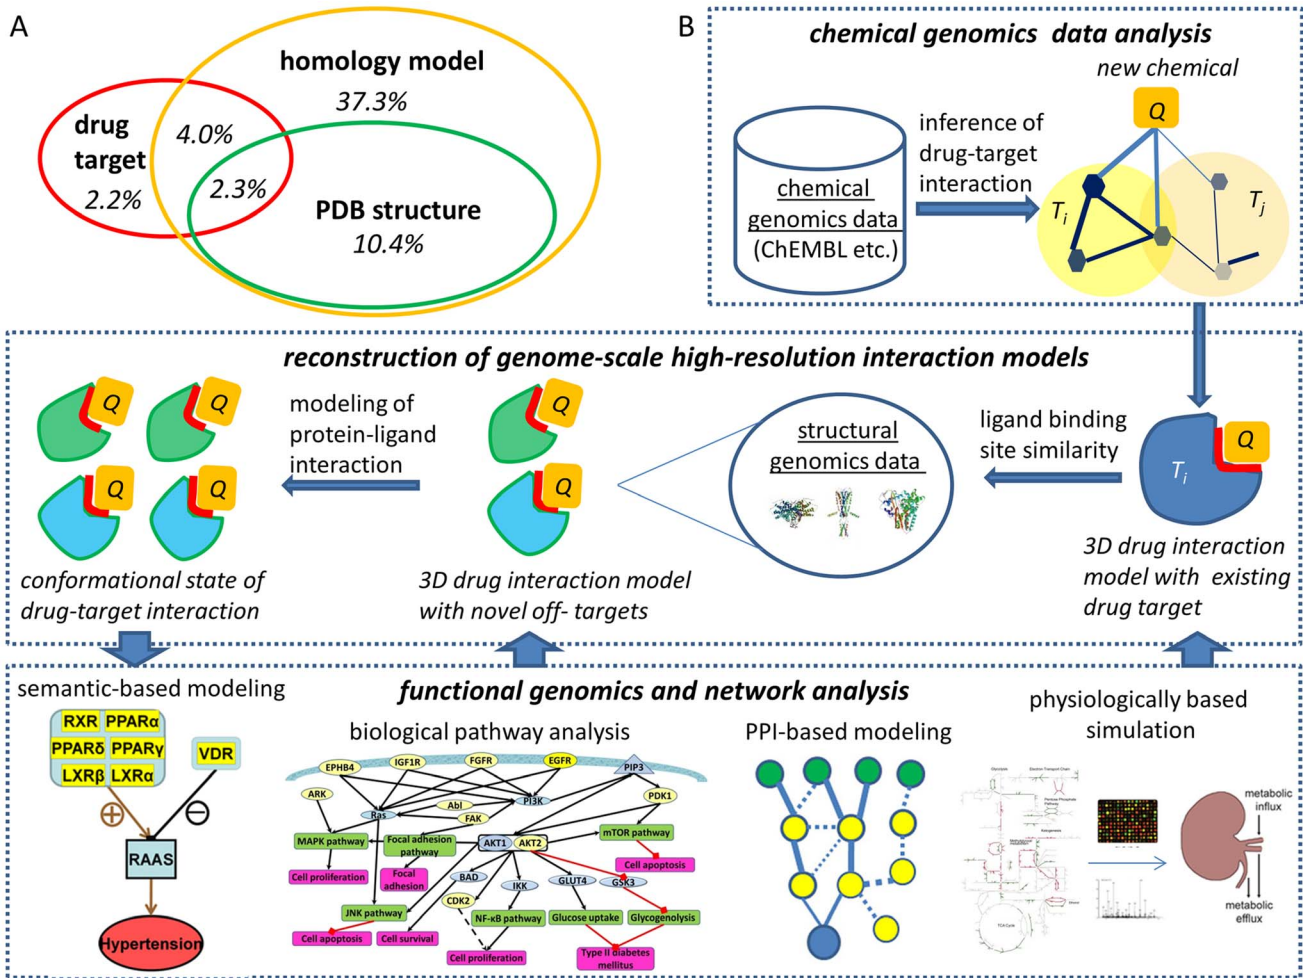 A
homology model
37.3%
drug
target
2.2%
4.0%
2.3%
PDB structure
10.4%
B
chemical genomics data analysis
new chemical
Q
chemical
genomics data
(ChEMBL etc.)
inference of
drug-target
interaction
Ti
Tj
reconstruction of genome-scale high-resolution interaction models
Q
Q
Q
Q
conformational state of
drug-target interaction
modeling of
protein-ligand
interaction
Q
Q
3D drug interaction model
with novel off- targets
structural
genomics data
ligand binding
site similarity
Q
Ti
3D drug interaction
model with existing
drug target
functional genomics and network analysis
semantic-based modeling
RXR
PPARα
PPARδ
PPARγ
LXRβ
LXRα
VDR
+
−
RAAS
Hypertension
biological pathway analysis
EPHB4
IGF1R
FGFR
EGFR
PIP3
ARK
Abl
PI3K
PDK1
Ras
FAK
MAPK pathway
Focal adhesion
pathway
AKT1
AKT2
mTOR pathway
Cell proliferation
Focal
adhesion
BAD
IKK
GLUT4
GSK3
Cell apoptosis
CDK2
JNK pathway
NF-κB pathway
Glucose uptake
Glycogenolysis
Cell apoptosis
Cell survival
Cell proliferation
Type II diabetes
mellitus
PPI-based modeling
physiologically based
simulation
Glycolysis
Electron Transport Chain
TCA Cycle
metabolic
influx
metabolic
efflux